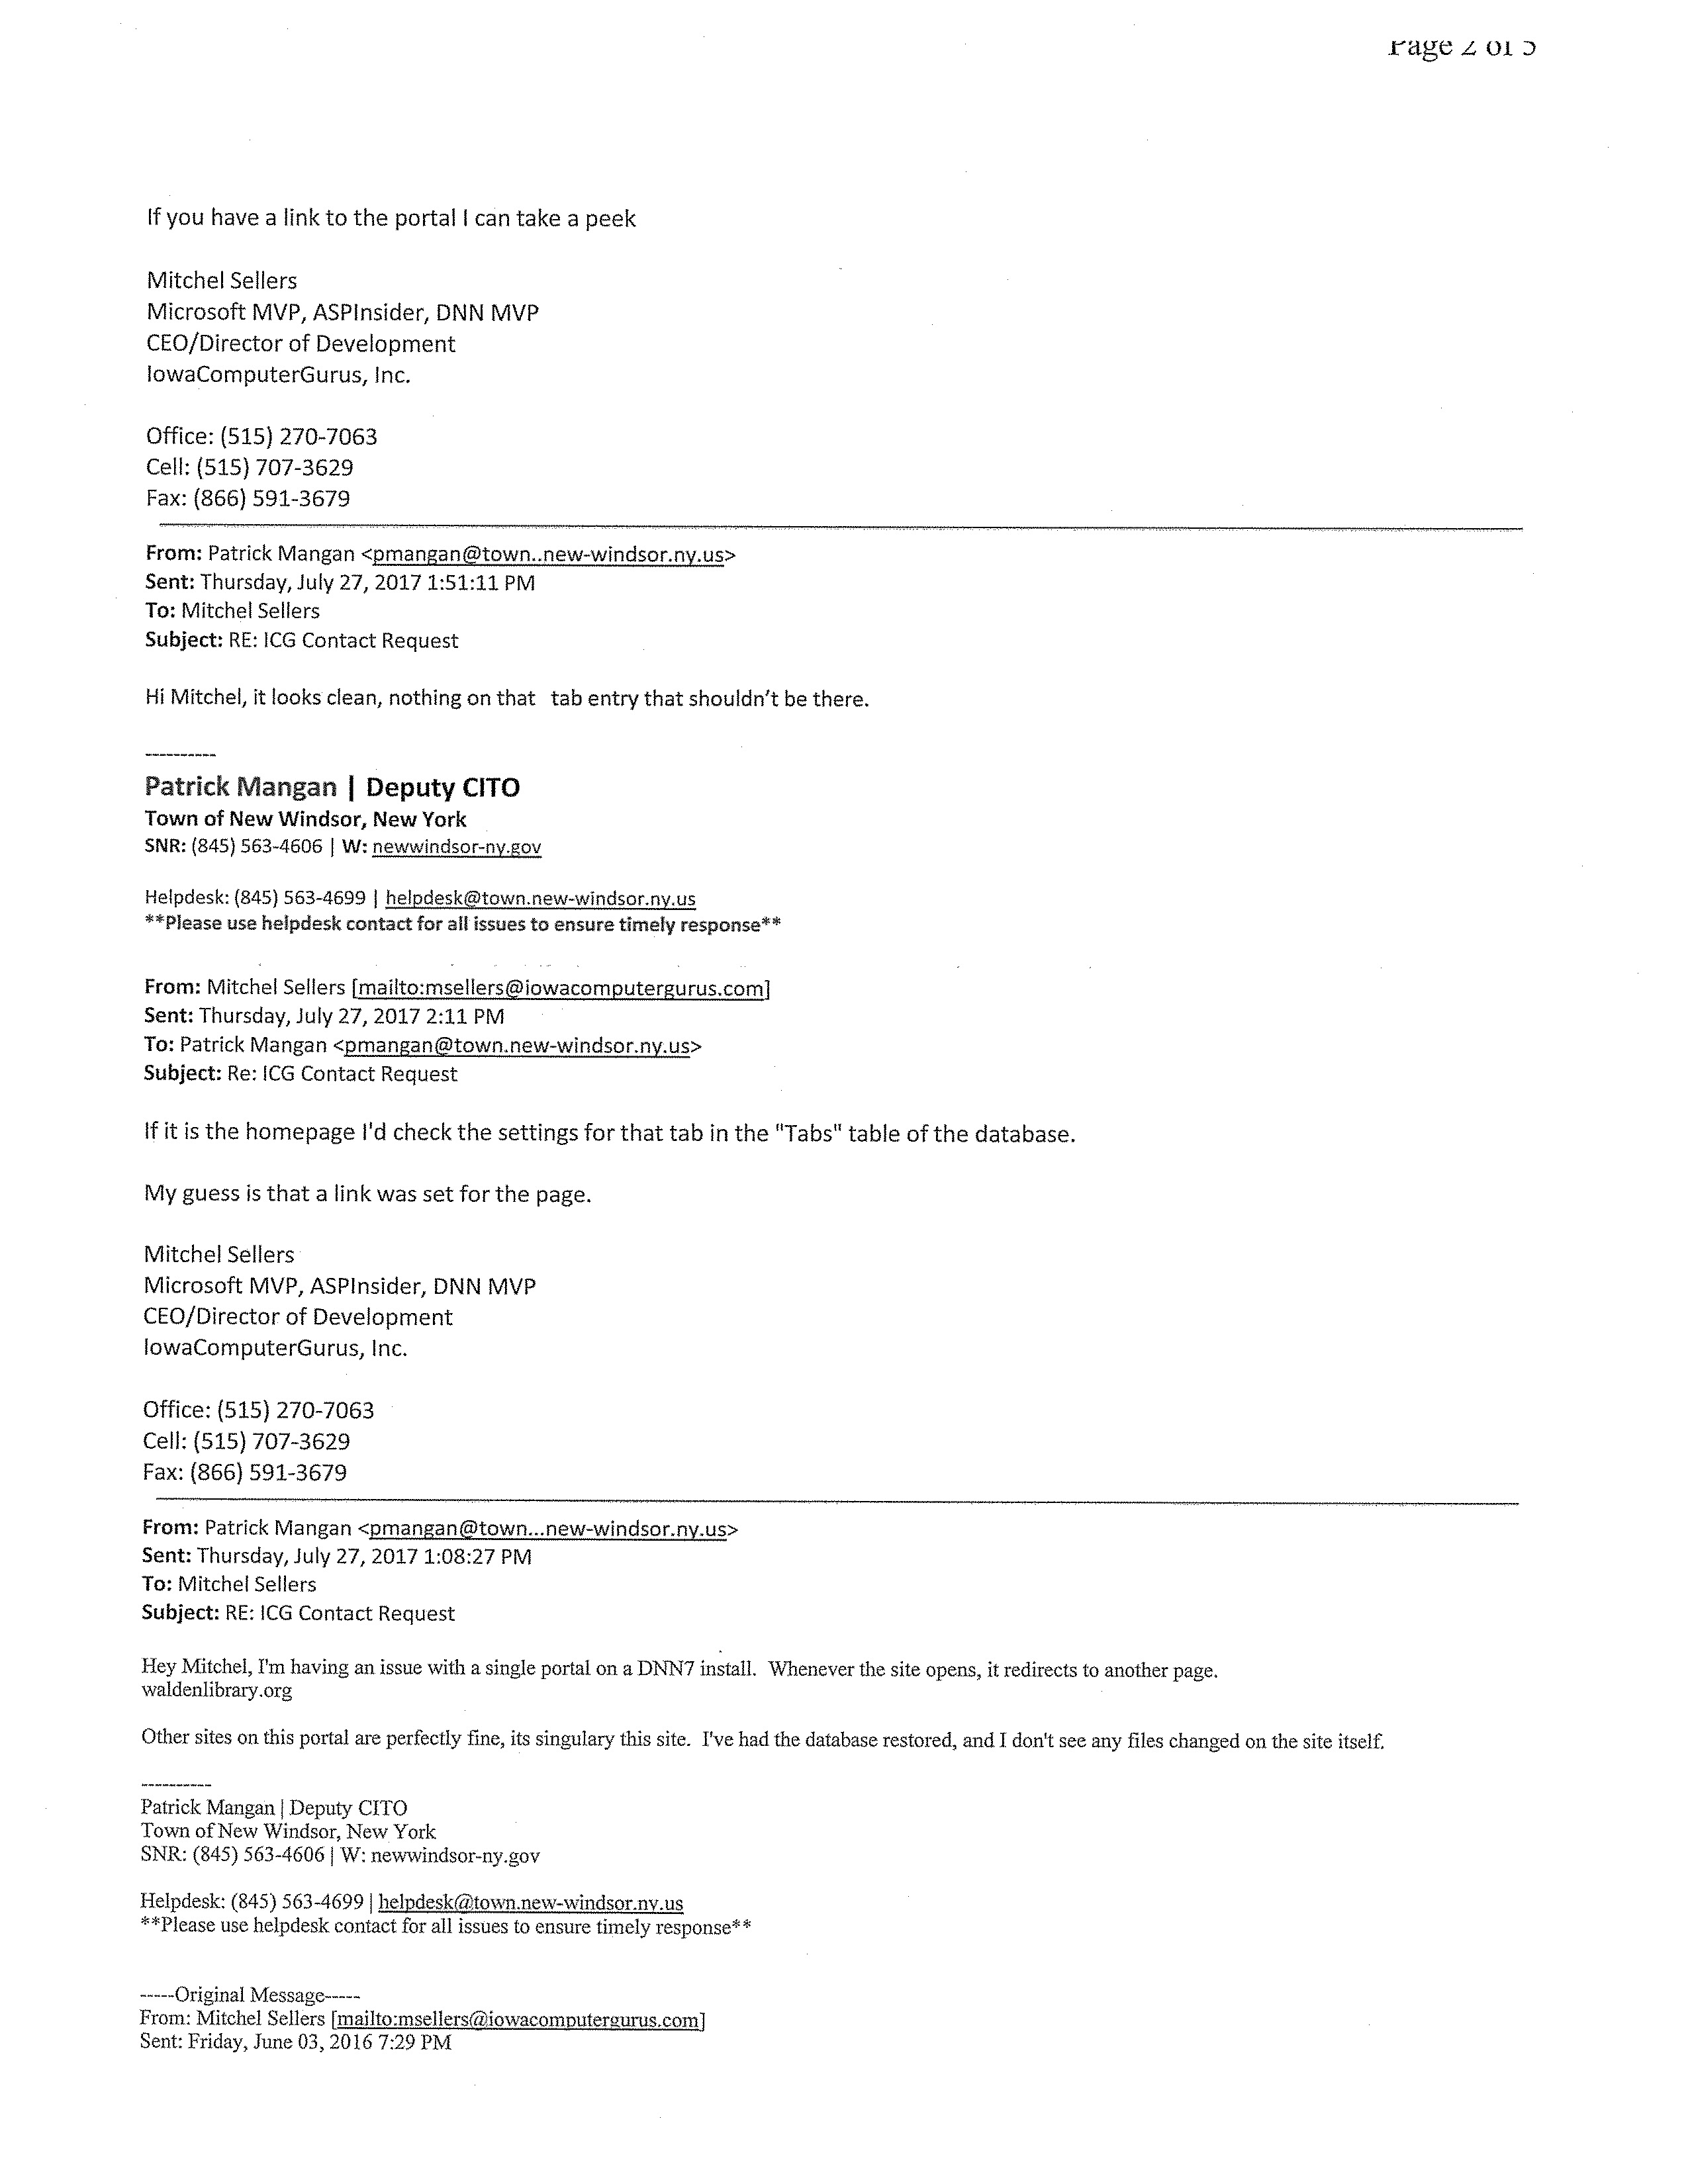 Page 2 of 5
If you have a link to the portal I can take a peek
Mitchel Sellers
Microsoft MVP, ASPInsider, DNN MVP
CEO/Director of Development
IowaComputerGurus, Inc.
Office: (515) 270-7063
Cell: (515) 707-3629
Fax: (866) 591-3679
From: Patrick Mangan <pmangan@town..new-windsor.ny.us>
Sent: Thursday, July 27, 2017 1:51:11 PM
To: Mitchel Sellers
Subject: RE: ICG Contact Request
Hi Mitchel, it looks clean, nothing on that tab entry that shouldn't be there.
----------
Patrick Mangan | Deputy CITO
Town of New Windsor, New York
SNR: (845) 563-4606 | W: newwindsor-ny.gov
Helpdesk: (845) 563-4699 | helpdesk@town.new-windsor.ny.us
**Please use helpdesk contact for all issues to ensure timely response**
From: Mitchel Sellers [mailto:msellers@iowacomputergurus.com]
Sent: Thursday, July 27, 2017 2:11 PM
To: Patrick Mangan <pmangan@town.new-windsor.ny.us>
Subject: Re: ICG Contact Request
If it is the homepage I'd check the settings for that tab in the "Tabs" table of the database.
My guess is that a link was set for the page.
Mitchel Sellers
Microsoft MVP, ASPInsider, DNN MVP
CEO/Director of Development
IowaComputerGurus, Inc.
Office: (515) 270-7063
Cell: (515) 707-3629
Fax: (866) 591-3679
From: Patrick Mangan <pmangan@town...new-windsor.ny.us>
Sent: Thursday, July 27, 2017 1:08:27 PM
To: Mitchel Sellers
Subject: RE: ICG Contact Request
Hey Mitchel, I'm having an issue with a single portal on a DNN7 install. Whenever the site opens, it redirects to another page.
waldenlibrary.org
Other sites on this portal are perfectly fine, its singulary this site. I've had the database restored, and I don't see any files changed on the site itself.
----------
Patrick Mangan | Deputy CITO
Town of New Windsor, New York
SNR: (845) 563-4606 | W: newwindsor-ny.gov
Helpdesk: (845) 563-4699 | helpdesk@town.new-windsor.ny.us
**Please use helpdesk contact for all issues to ensure timely response**
-----Original Message-----
From: Mitchel Sellers [mailto:msellers@iowacomputergurus.com]
Sent: Friday, June 03, 2016 7:29 PM